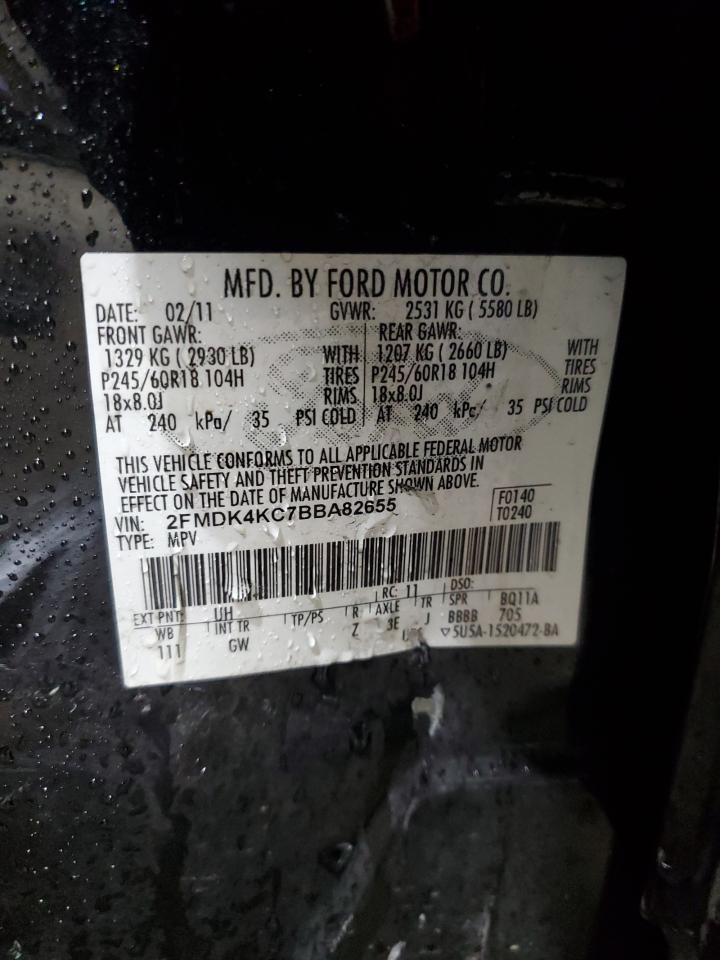 MFD. BY FORD MOTOR CO.
DATE: 02/11 GVWR: 2531 KG ( 5580 LB)
FRONT GAWR: REAR GAWR:
1329 KG ( 2930 LB) WITH 1207 KG ( 2660 LB) WITH
P245/60R18 104H TIRES P245/60R18 104H TIRES
18x8.0J RIMS 18x8.0J RIMS
AT 240 kPa/ 35 PSI COLD AT 240 kPa/ 35 PSI COLD
THIS VEHICLE CONFORMS TO ALL APPLICABLE FEDERAL MOTOR
VEHICLE SAFETY AND THEFT PREVENTION STANDARDS IN
EFFECT ON THE DATE OF MANUFACTURE SHOWN ABOVE.
VIN: 2FMDK4KC7BBA82655 F0140
TYPE: MPV T0240
EXT PNT: UH RC: 11 DSO:
WB INT TR TP/PS R AXLE TR SPR BQ11A
111 GW Z 3E J BBBB 705
▽5U5A-1520472-BA